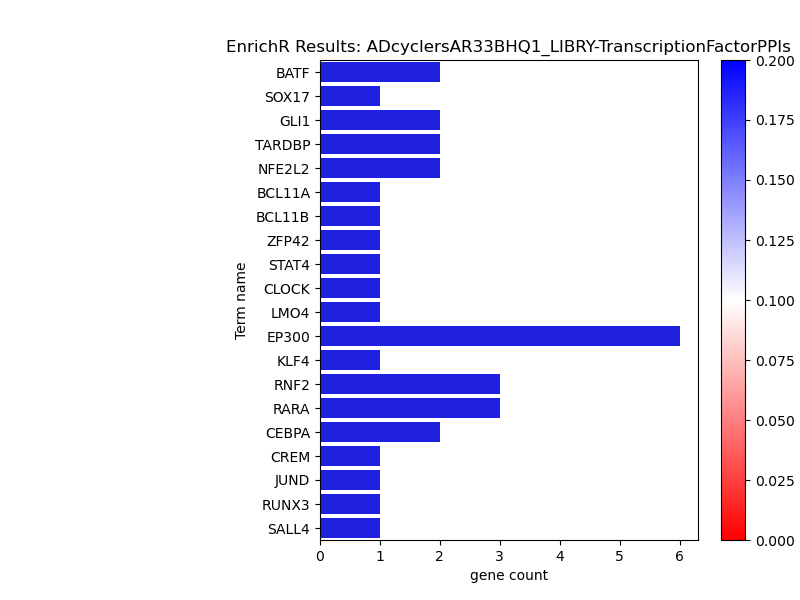 EnrichR Results: ADcyclersAR33BHQ1_LIBRY-TranscriptionFactorPPIs
BATF
SOX17
GLI1
TARDBP
NFE2L2
BCL11A
BCL11B
ZFP42
STAT4
CLOCK
LMO4
EP300
KLF4
RNF2
RARA
CEBPA
CREM
JUND
RUNX3
SALL4
Term name
0 1 2 3 4 5 6
gene count
0.200
0.175
0.150
0.125
0.100
0.075
0.050
0.025
0.000